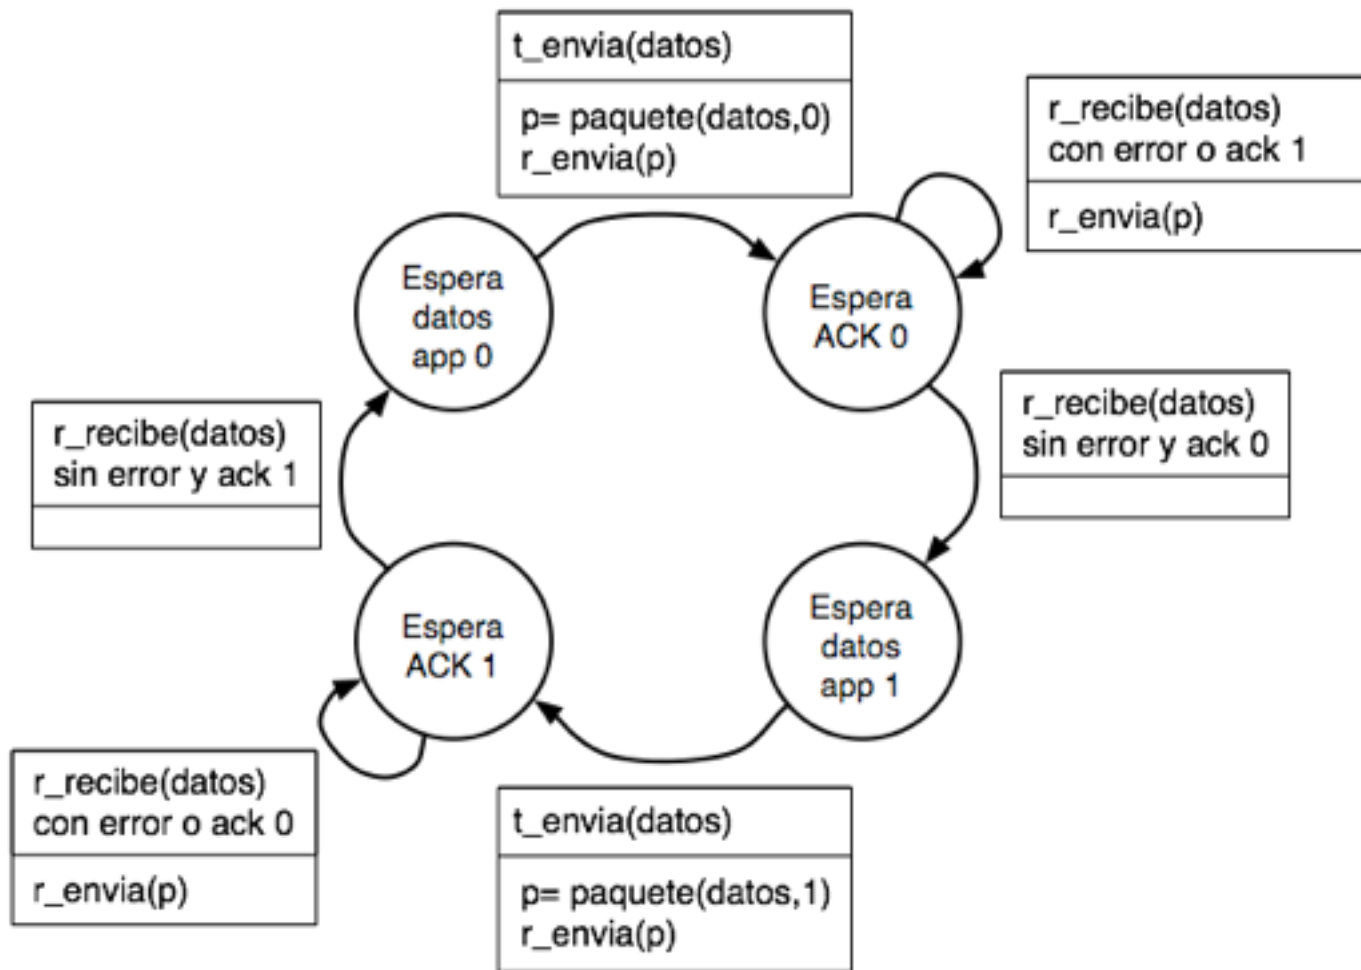 t_envia(datos)
p= paquete(datos,0)
r_envia(p)
r_recibe(datos)
con error o ack 1
r_envia(p)
Espera
datos
app 0
Espera
ACK 0
r_recibe(datos)
sin error y ack 1
r_recibe(datos)
sin error y ack 0
Espera
ACK 1
Espera
datos
app 1
r_recibe(datos)
con error o ack 0
r_envia(p)
t_envia(datos)
p= paquete(datos,1)
r_envia(p)